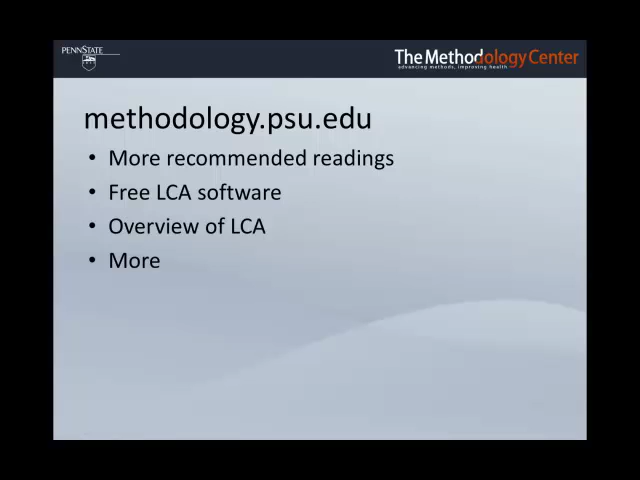 PENNSTATE
The Methodology Center
advancing methods, improving health
methodology.psu.edu
• More recommended readings
• Free LCA software
• Overview of LCA
• More